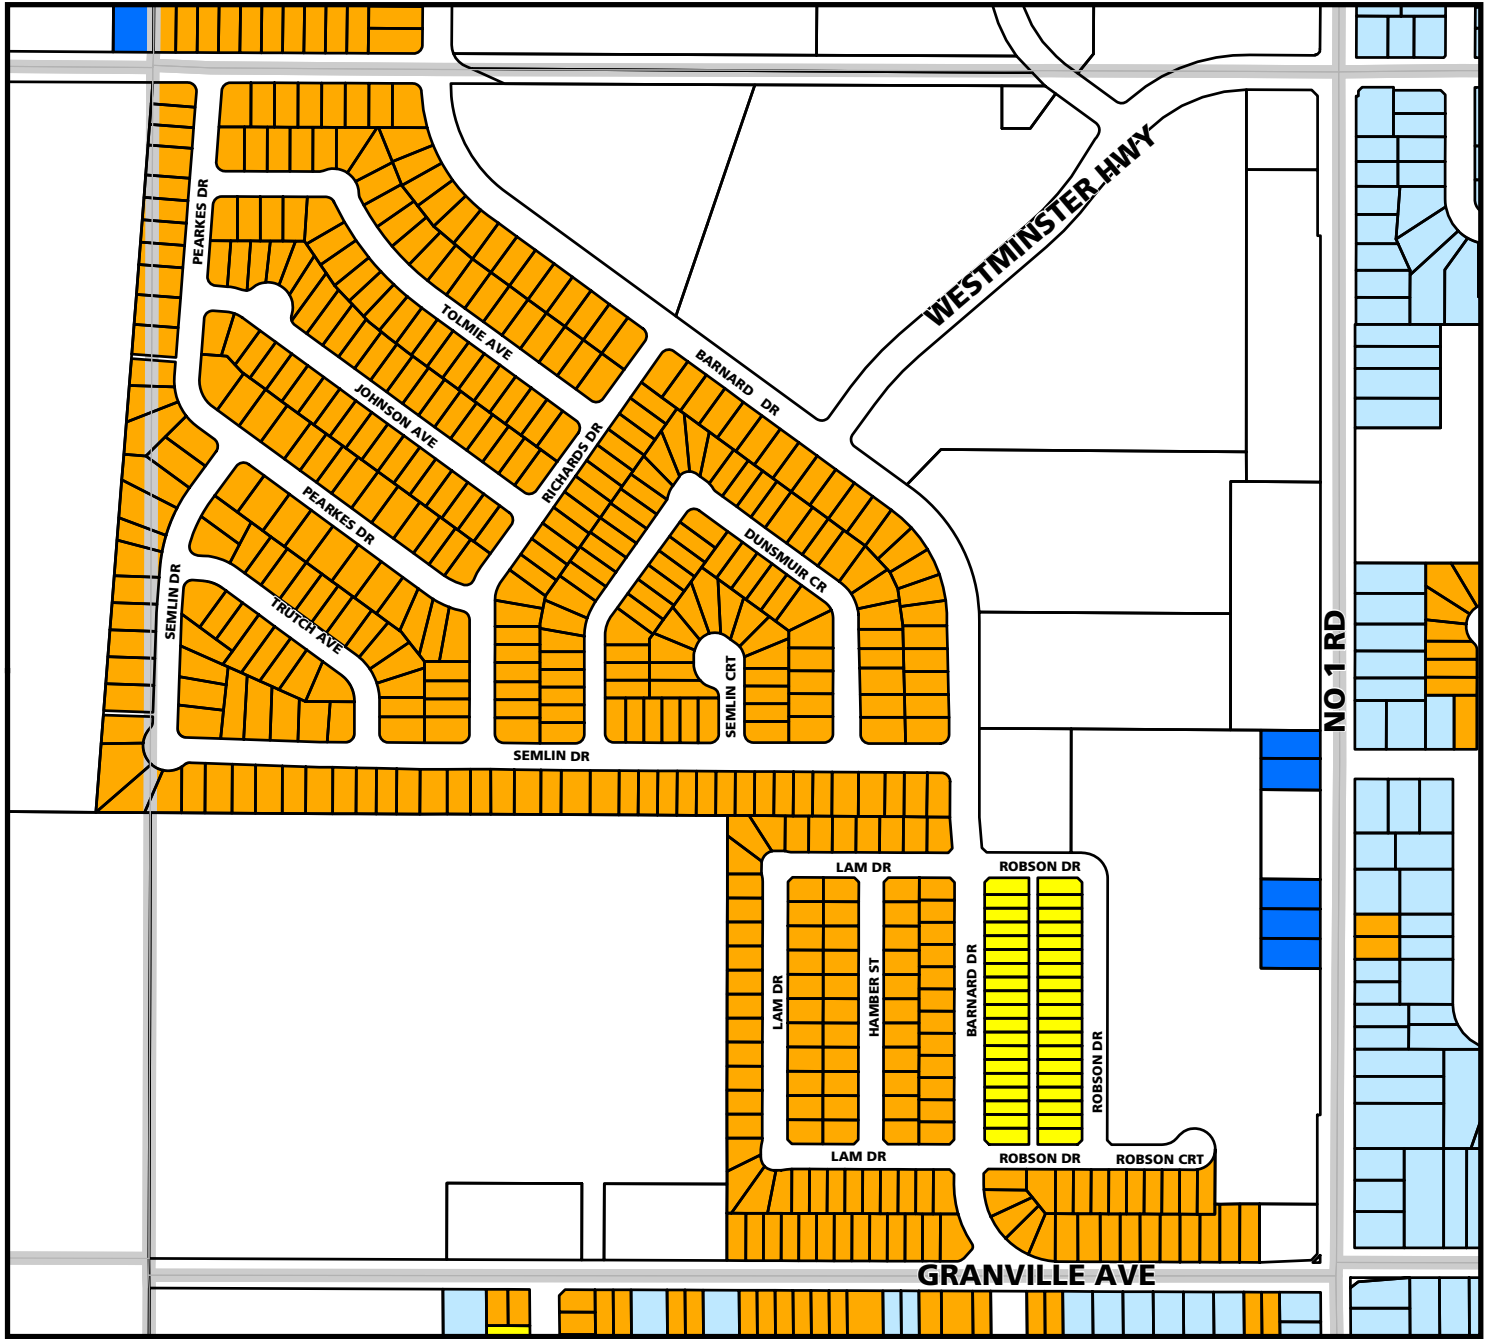 WESTMINSTER HWY
PEARKES DR
TOLMIE AVE
BARNARD DR
JOHNSON AVE
RICHARDS DR
PEARKES DR
DUNSMUIR CR
SEMLIN DR
TRUTCH AVE
NO 1 RD
SEMLIN CRT
SEMLIN DR
LAM DR
ROBSON DR
LAM DR
HAMBER ST
BARNARD DR
ROBSON DR
LAM DR
ROBSON DR
ROBSON CRT
GRANVILLE AVE